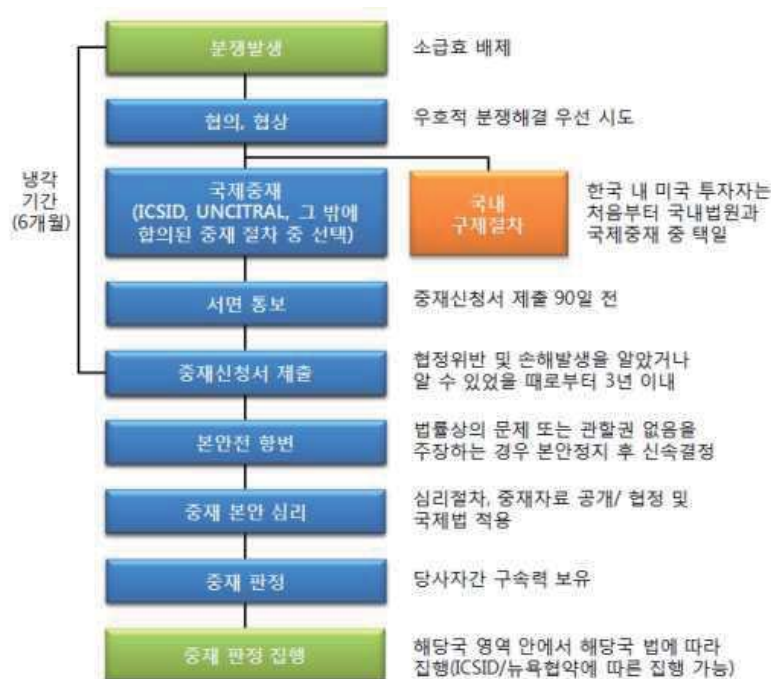 분쟁발생
소급효 배제
협의, 협상
우호적 분쟁해결 우선 시도
냉각
기간
(6개월)
국제중재
(ICSID, UNCITRAL, 그 밖에
합의된 중재 절차 중 선택)
국내
구제절차
한국 내 미국 투자자는
처음부터 국내법원과
국제중재 중 택일
서면 통보
중재신청서 제출 90일 전
중재신청서 제출
협정위반 및 손해발생을 알았거나
알 수 있었을 때로부터 3년 이내
본안전 항변
법률상의 문제 또는 관할권 없음을
주장하는 경우 본안정지 후 신속결정
중재 본안 심리
심리절차, 중재자료 공개/ 협정 및
국제법 적용
중재 판정
당사자간 구속력 보유
중재 판정 집행
해당국 영역 안에서 해당국 법에 따라
집행(ICSID/뉴욕협약에 따른 집행 가능)